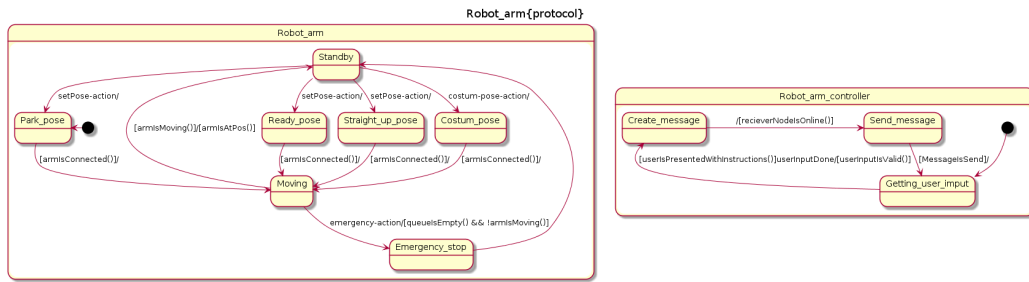 Robot_arm{protocol}
Robot_arm
Standby
setPose-action/
setPose-action/
setPose-action/
costum-pose-action/
Park_pose
[armIsMoving()]/[armIsAtPos()]
Ready_pose
Straight_up_pose
Costum_pose
[armIsConnected()]/
[armIsConnected()]/
[armIsConnected()]/
[armIsConnected()]/
Moving
emergency-action/[queueIsEmpty() && !armIsMoving()]
Emergency_stop
Robot_arm_controller
Create_message
/[recieverNodeIsOnline()]
Send_message
[userIsPresentedWithInstructions()]userInputDone/[userInputIsValid()]
[MessageIsSend]/
Getting_user_imput